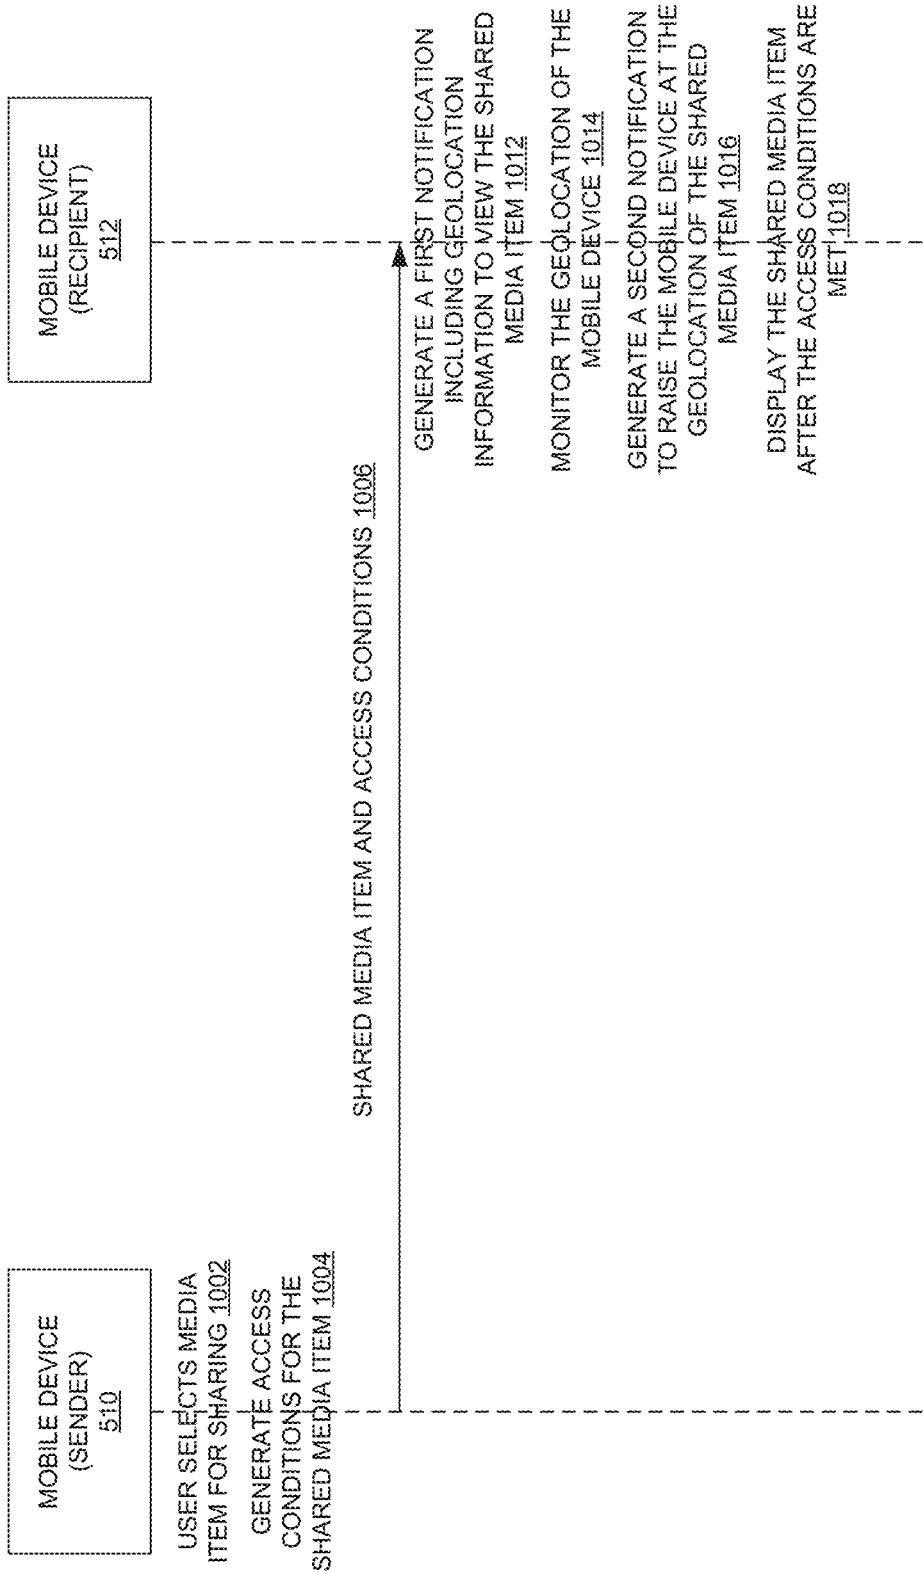 MOBILE DEVICE
(SENDER)
510
MOBILE DEVICE
(RECIPIENT)
512
USER SELECTS MEDIA
ITEM FOR SHARING 1002
GENERATE ACCESS
CONDITIONS FOR THE
SHARED MEDIA ITEM 1004
SHARED MEDIA ITEM AND ACCESS CONDITIONS 1006
GENERATE A FIRST NOTIFICATION
INCLUDING GEOLOCATION
INFORMATION TO VIEW THE SHARED
MEDIA ITEM 1012
MONITOR THE GEOLOCATION OF THE
MOBILE DEVICE 1014
GENERATE A SECOND NOTIFICATION
TO RAISE THE MOBILE DEVICE AT THE
GEOLOCATION OF THE SHARED
MEDIA ITEM 1016
DISPLAY THE SHARED MEDIA ITEM
AFTER THE ACCESS CONDITIONS ARE
MET 1018